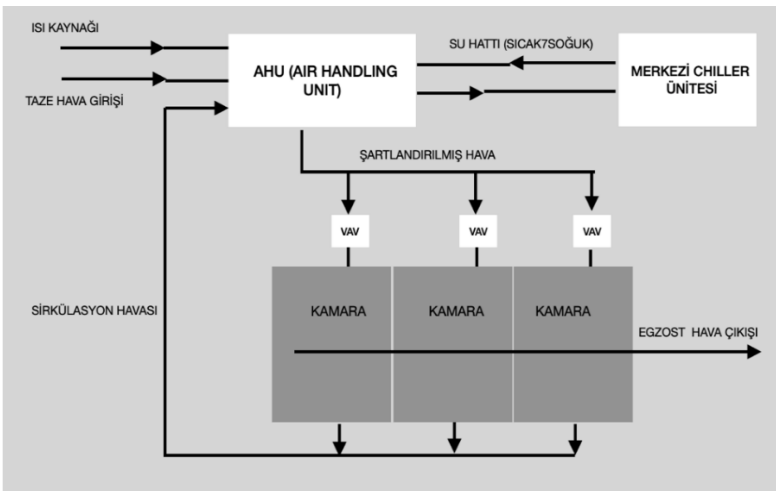 ISI KAYNAĞI
TAZE HAVA GİRİŞİ
AHU (AIR HANDLING
UNIT)
SU HATTI (SICAK7SOĞUK)
MERKEZİ CHILLER
ÜNİTESİ
ŞARTLANDIRILMIŞ HAVA
VAV
VAV
VAV
SİRKÜLASYON HAVASI
KAMARA
KAMARA
KAMARA
EGZOST HAVA ÇIKIŞI